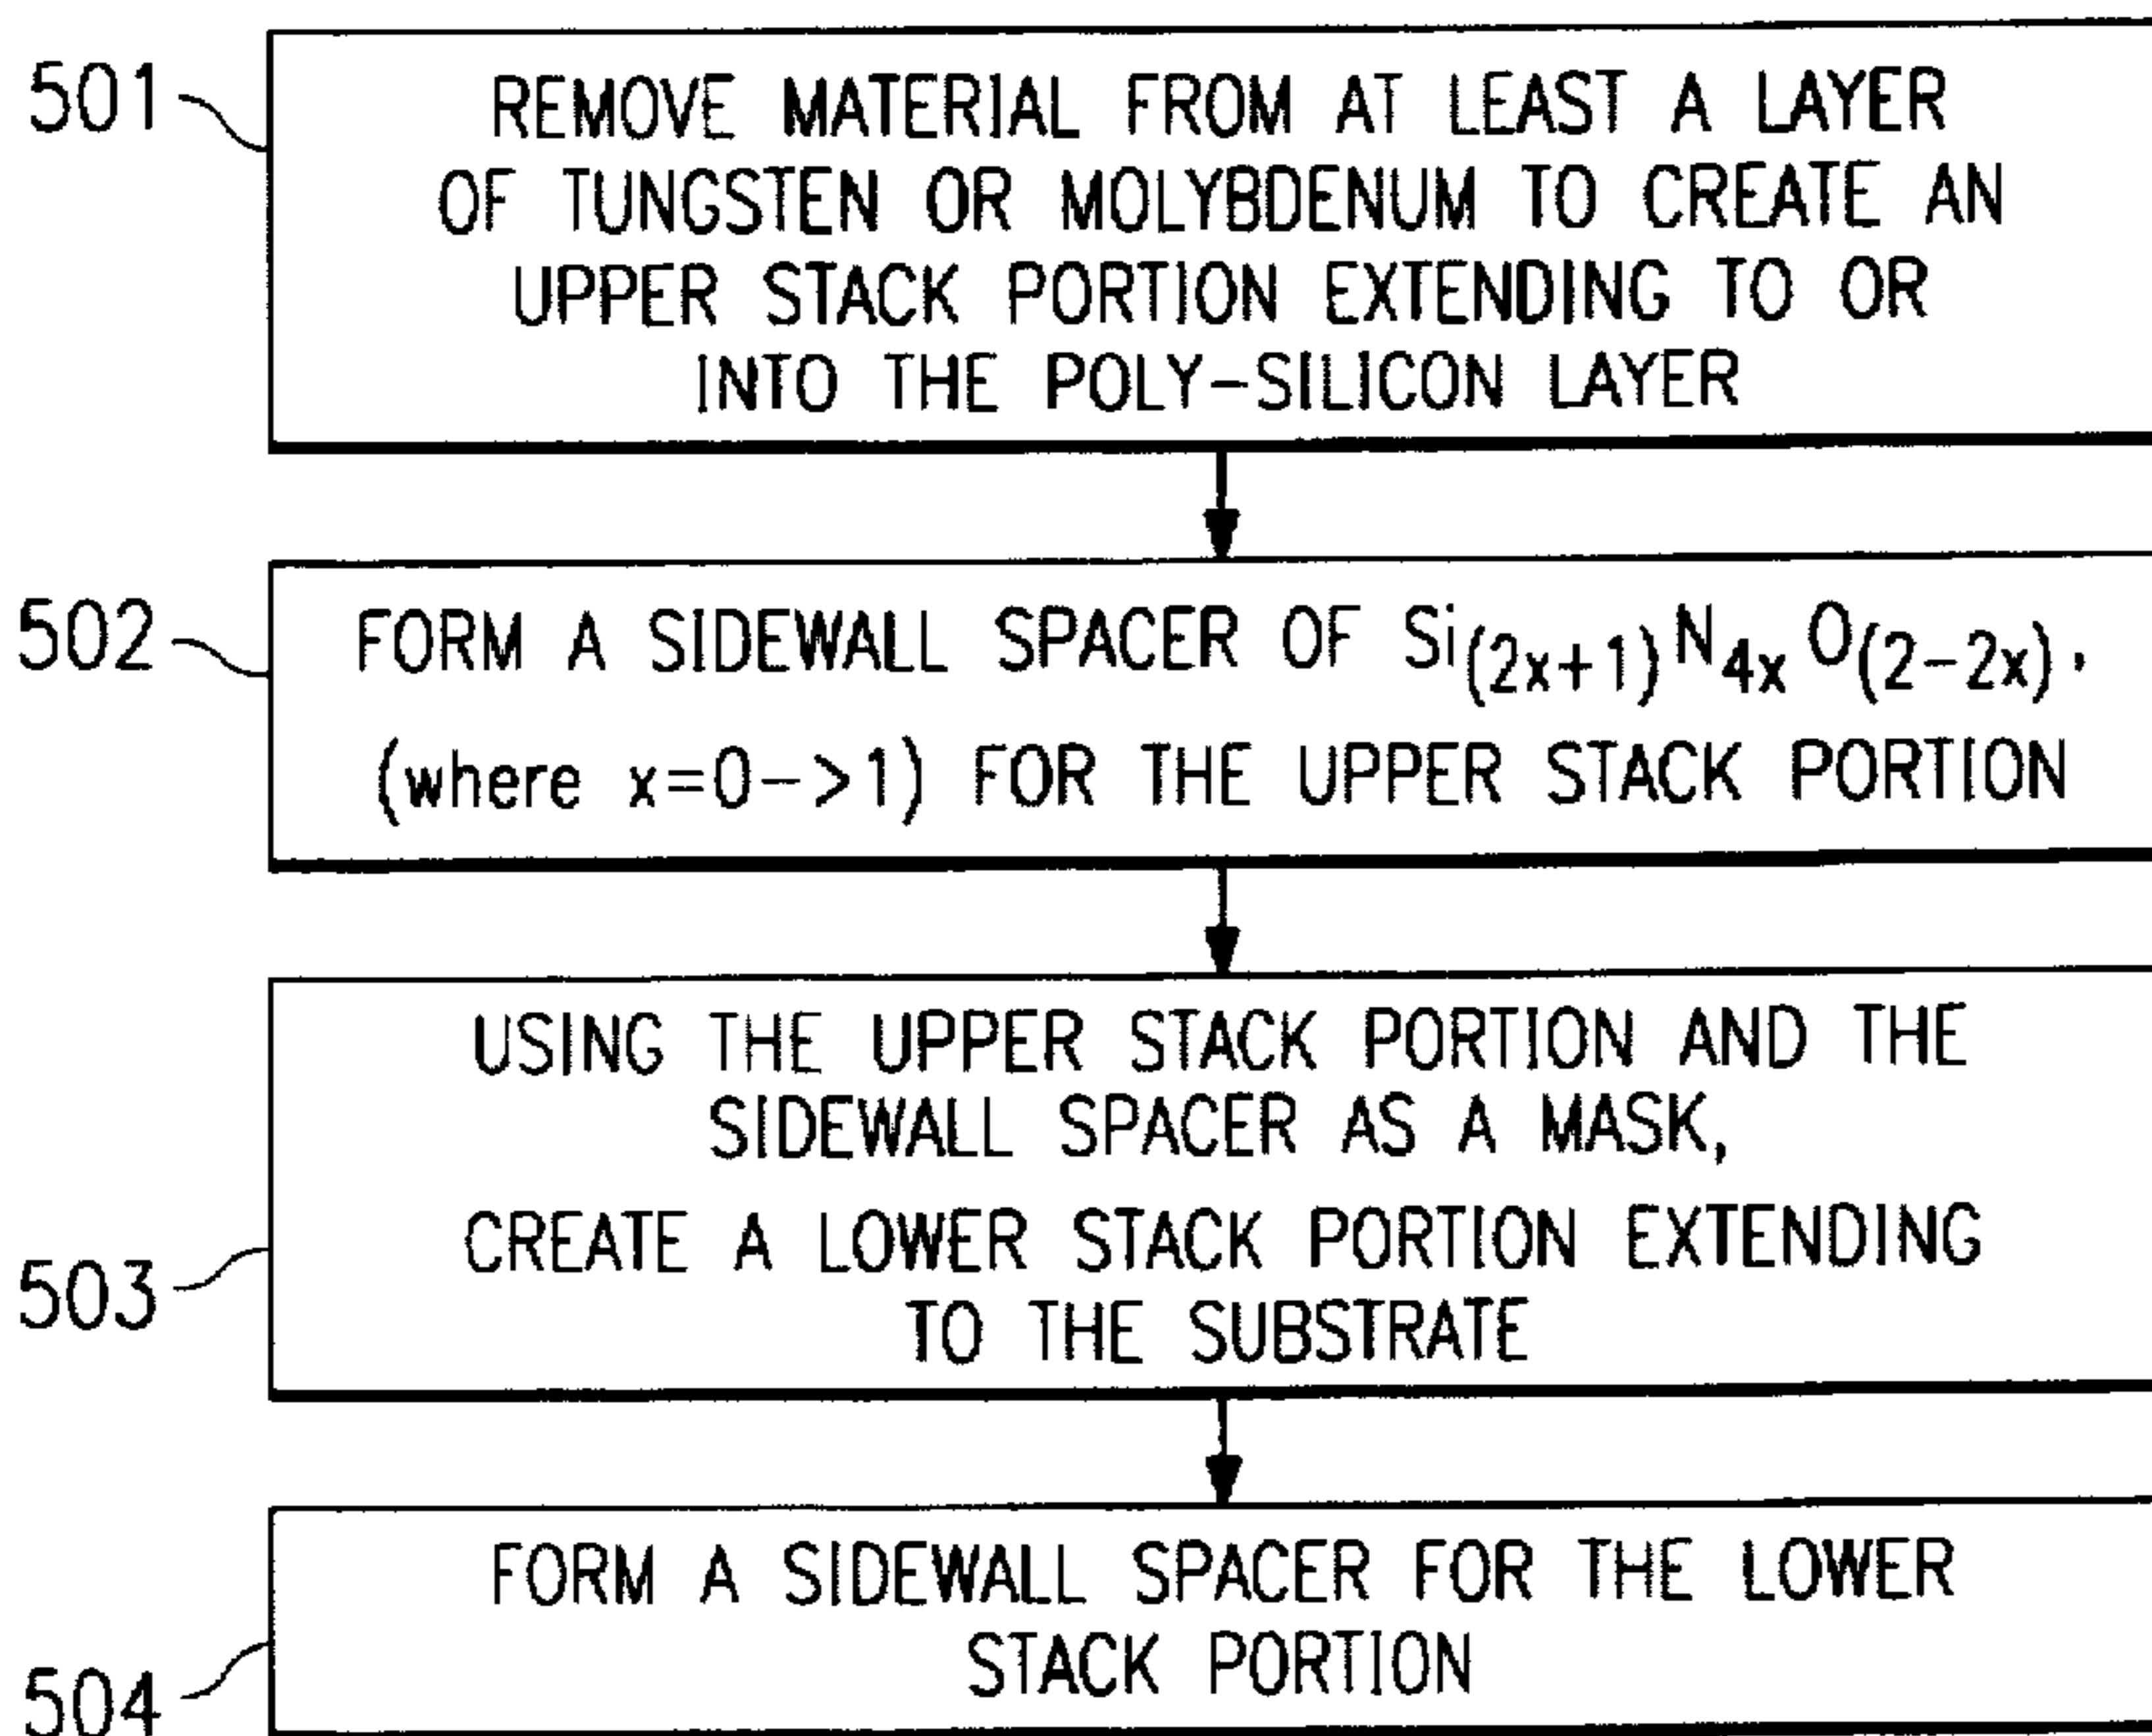 501
REMOVE MATERIAL FROM AT LEAST A LAYER
OF TUNGSTEN OR MOLYBDENUM TO CREATE AN
UPPER STACK PORTION EXTENDING TO OR
INTO THE POLY-SILICON LAYER
502
FORM A SIDEWALL SPACER OF Si(2x+1)N4xO(2-2x),
(where x=0->1) FOR THE UPPER STACK PORTION
USING THE UPPER STACK PORTION AND THE
SIDEWALL SPACER AS A MASK,
503
CREATE A LOWER STACK PORTION EXTENDING
TO THE SUBSTRATE
504
FORM A SIDEWALL SPACER FOR THE LOWER
STACK PORTION